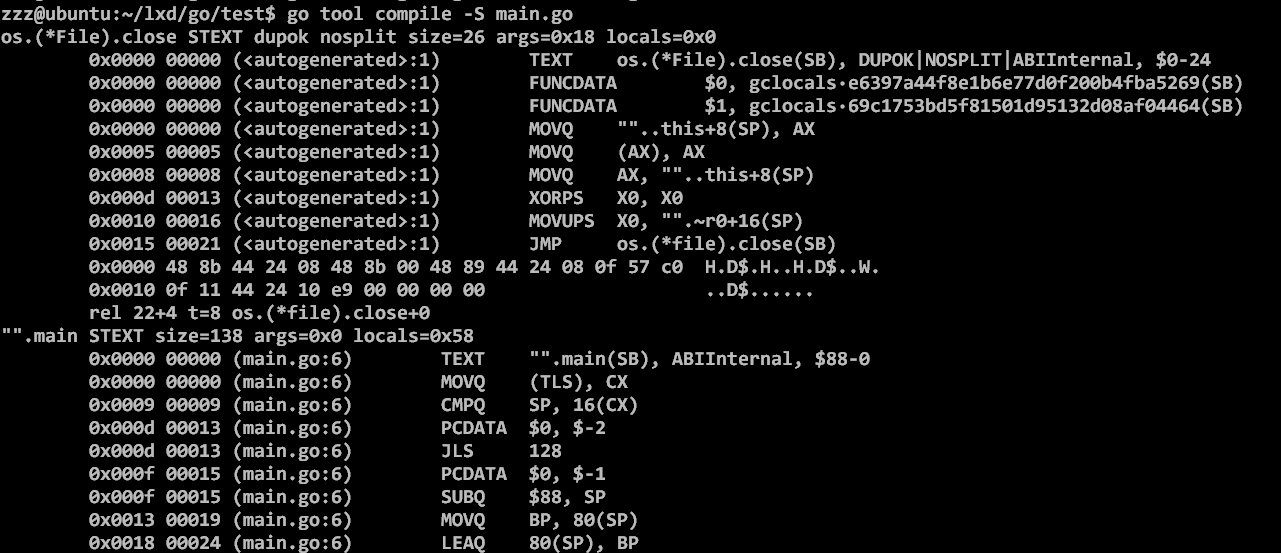 zzz@ubuntu:~/lxd/go/test$ go tool compile -S main.go
os.(*File).close STEXT dupok nosplit size=26 args=0x18 locals=0x0
0x0000 00000 (<autogenerated>:1) TEXT os.(*File).close(SB), DUPOK|NOSPLIT|ABIInternal, $0-24
0x0000 00000 (<autogenerated>:1) FUNCDATA $0, gclocals·e6397a44f8e1b6e77d0f200b4fba5269(SB)
0x0000 00000 (<autogenerated>:1) FUNCDATA $1, gclocals·69c1753bd5f81501d95132d08af04464(SB)
0x0000 00000 (<autogenerated>:1) MOVQ ""..this+8(SP), AX
0x0005 00005 (<autogenerated>:1) MOVQ (AX), AX
0x0008 00008 (<autogenerated>:1) MOVQ AX, ""..this+8(SP)
0x000d 00013 (<autogenerated>:1) XORPS X0, X0
0x0010 00016 (<autogenerated>:1) MOVUPS X0, "".~r0+16(SP)
0x0015 00021 (<autogenerated>:1) JMP os.(*file).close(SB)
0x0000 48 8b 44 24 08 48 8b 00 48 89 44 24 08 0f 57 c0 H.D$.H..H.D$..W.
0x0010 0f 11 44 24 10 e9 00 00 00 00 ..D$......
rel 22+4 t=8 os.(*file).close+0
"".main STEXT size=138 args=0x0 locals=0x58
0x0000 00000 (main.go:6) TEXT "".main(SB), ABIInternal, $88-0
0x0000 00000 (main.go:6) MOVQ (TLS), CX
0x0009 00009 (main.go:6) CMPQ SP, 16(CX)
0x000d 00013 (main.go:6) PCDATA $0, $-2
0x000d 00013 (main.go:6) JLS 128
0x000f 00015 (main.go:6) PCDATA $0, $-1
0x000f 00015 (main.go:6) SUBQ $88, SP
0x0013 00019 (main.go:6) MOVQ BP, 80(SP)
0x0018 00024 (main.go:6) LEAQ 80(SP), BP